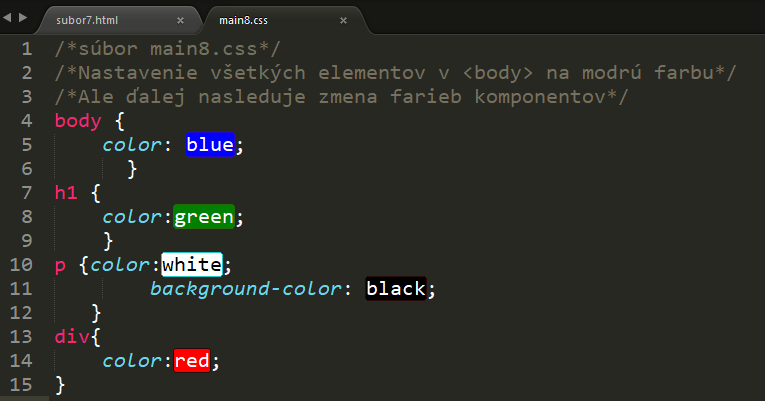 subor7.html × main8.css ×
1 /*súbor main8.css*/
2 /*Nastavenie všetkých elementov v <body> na modrú farbu*/
3 /*Ale ďalej nasleduje zmena farieb komponentov*/
4 body {
5 color: blue;
6 }
7 h1 {
8 color:green;
9 }
10 p {color:white;
11 background-color: black;
12 }
13 div{
14 color:red;
15 }